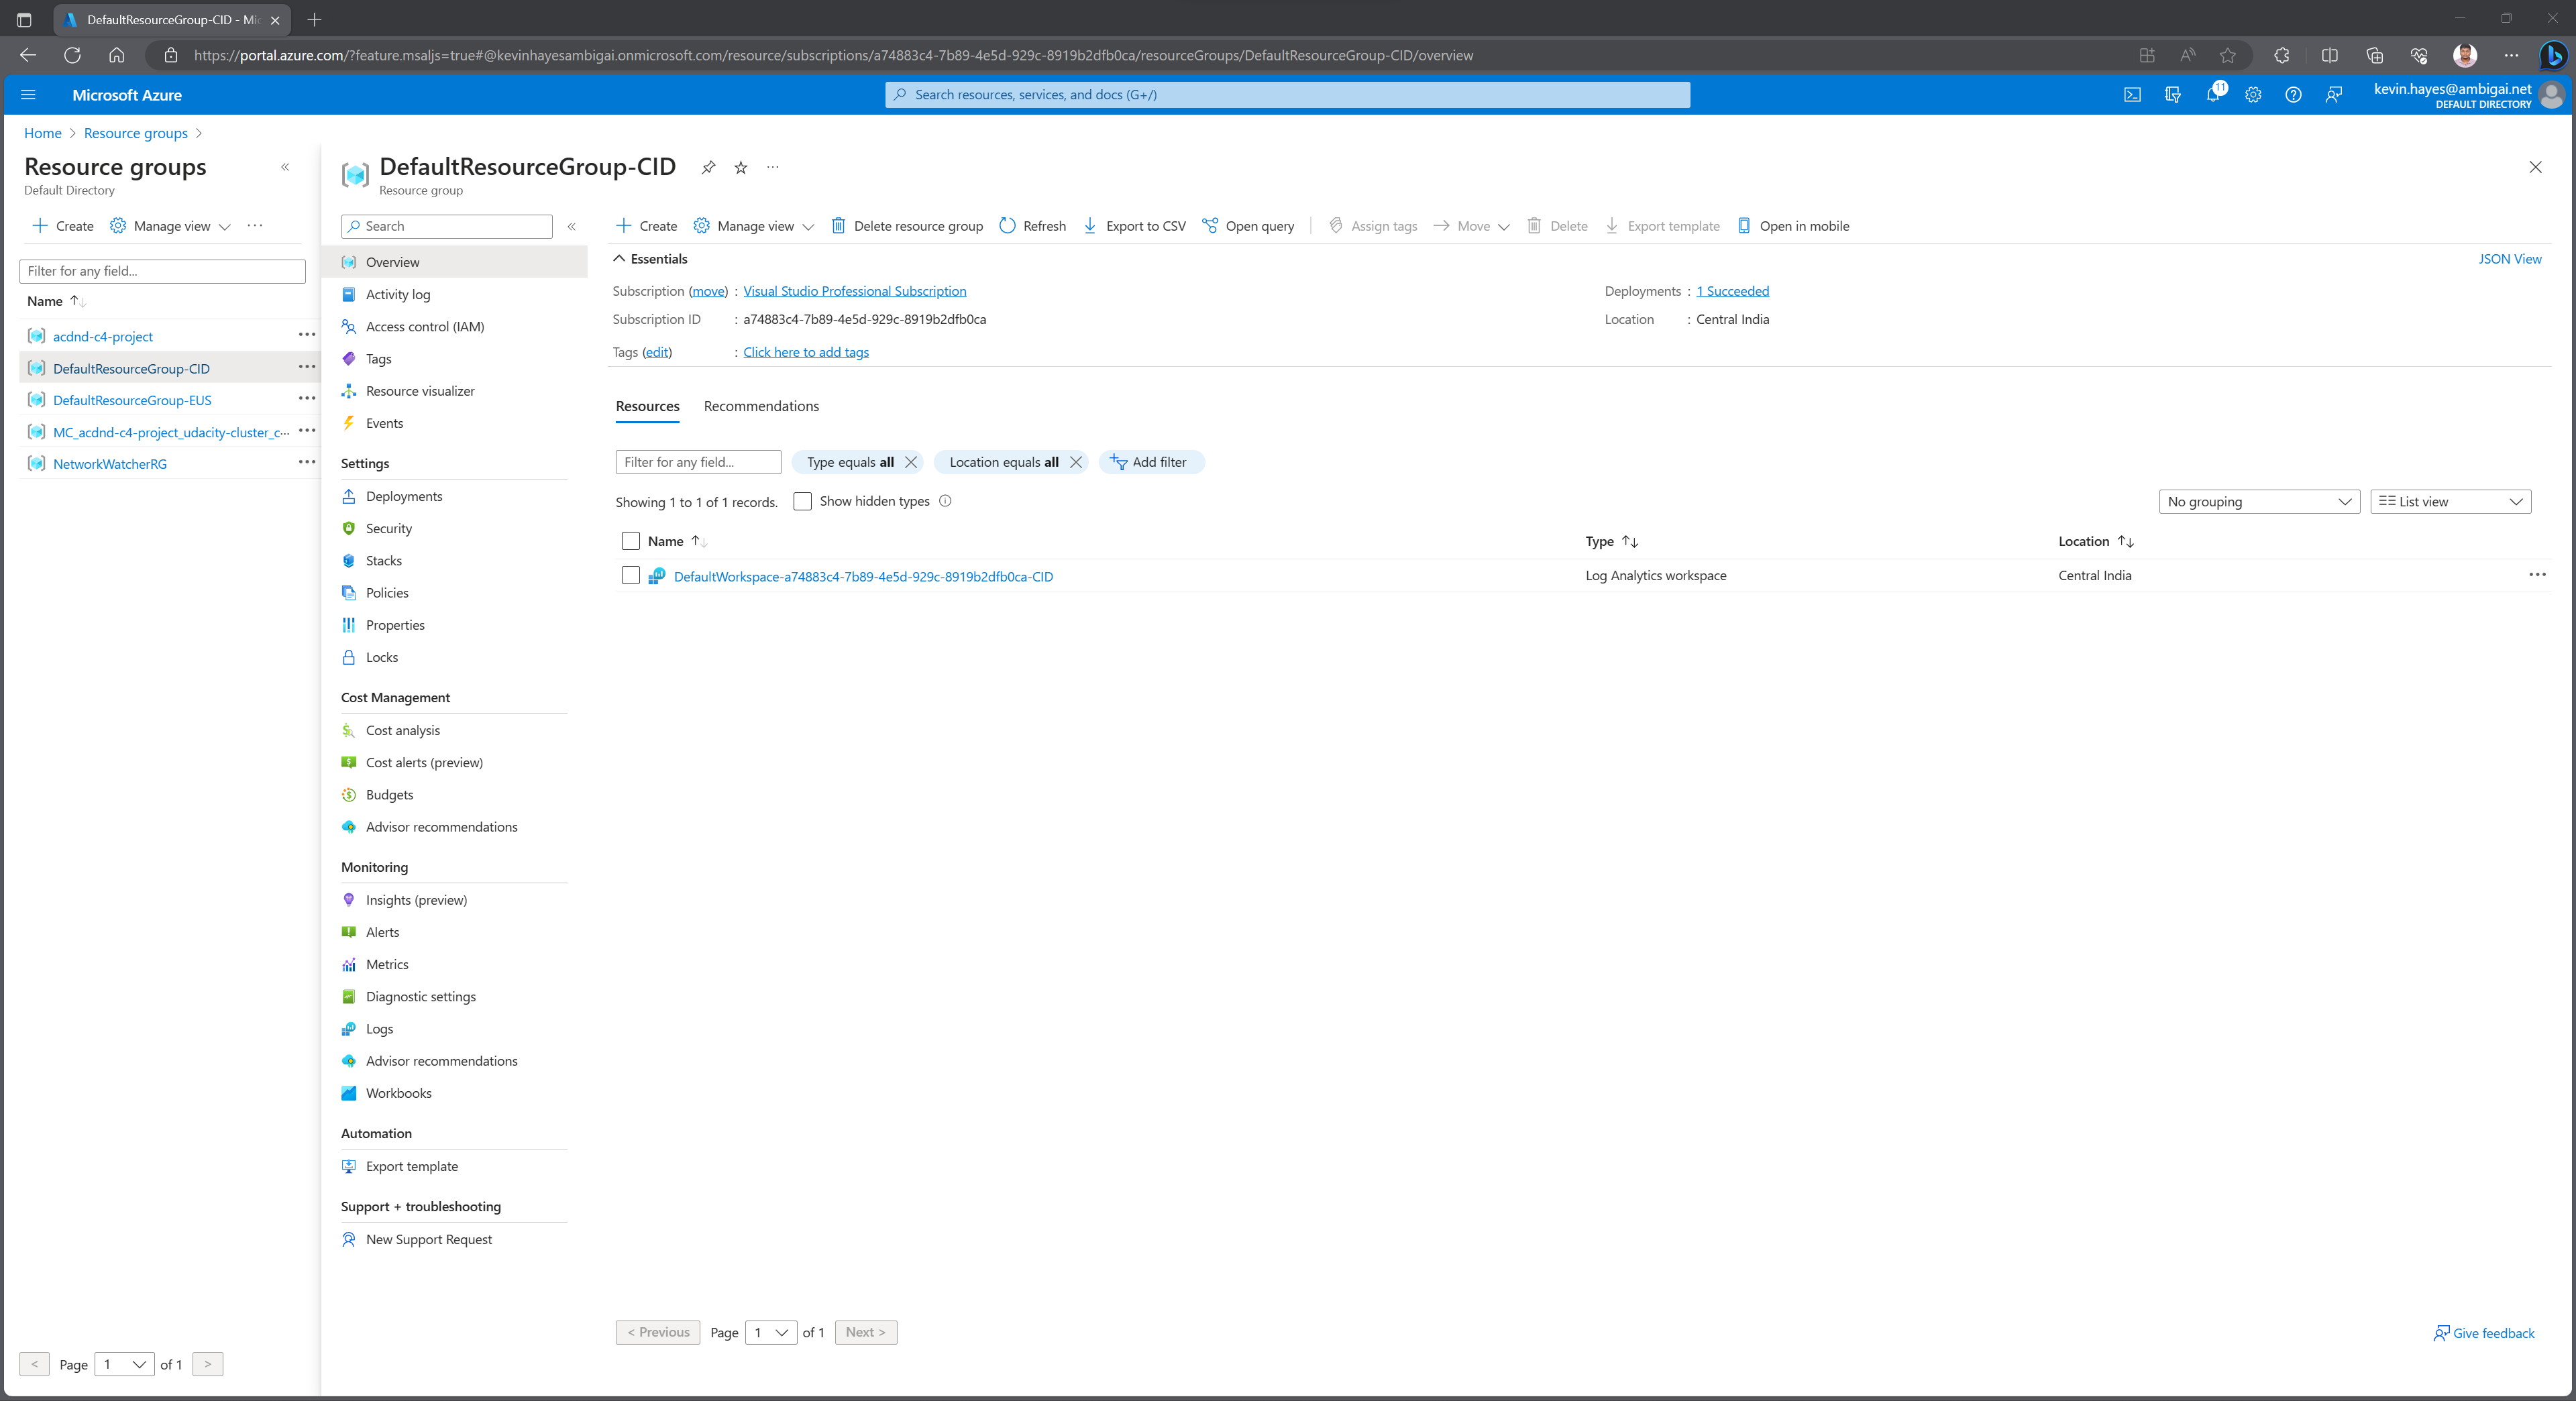 DefaultResourceGroup-CID - Mic
https://portal.azure.com/?feature.msaljs=true#@kevinhayesambigai.onmicrosoft.com/resource/subscriptions/a74883c4-7b89-4e5d-929c-8919b2dfb0ca/resourceGroups/DefaultResourceGroup-CID/overview
Microsoft Azure
Search resources, services, and docs (G+/)
11
kevin.hayes@ambigai.net
DEFAULT DIRECTORY
Home > Resource groups >
Resource groups
Default Directory
Create Manage view ...
Filter for any field...
Name
acdnd-c4-project
DefaultResourceGroup-CID
DefaultResourceGroup-EUS
MC_acdnd-c4-project_udacity-cluster_c...
NetworkWatcherRG
< Page 1 of 1 >
DefaultResourceGroup-CID
Resource group
Search
Overview
Activity log
Access control (IAM)
Tags
Resource visualizer
Events
Settings
Deployments
Security
Stacks
Policies
Properties
Locks
Cost Management
Cost analysis
Cost alerts (preview)
Budgets
Advisor recommendations
Monitoring
Insights (preview)
Alerts
Metrics
Diagnostic settings
Logs
Advisor recommendations
Workbooks
Automation
Export template
Support + troubleshooting
New Support Request
Create Manage view Delete resource group Refresh Export to CSV Open query Assign tags Move Delete Export template Open in mobile
Essentials
JSON View
Subscription (move) : Visual Studio Professional Subscription
Subscription ID : a74883c4-7b89-4e5d-929c-8919b2dfb0ca
Tags (edit) : Click here to add tags
Deployments : 1 Succeeded
Location : Central India
Resources Recommendations
Filter for any field... Type equals all Location equals all Add filter
Showing 1 to 1 of 1 records. Show hidden types
No grouping List view
Name Type Location
DefaultWorkspace-a74883c4-7b89-4e5d-929c-8919b2dfb0ca-CID Log Analytics workspace Central India
< Previous Page 1 of 1 Next >
Give feedback